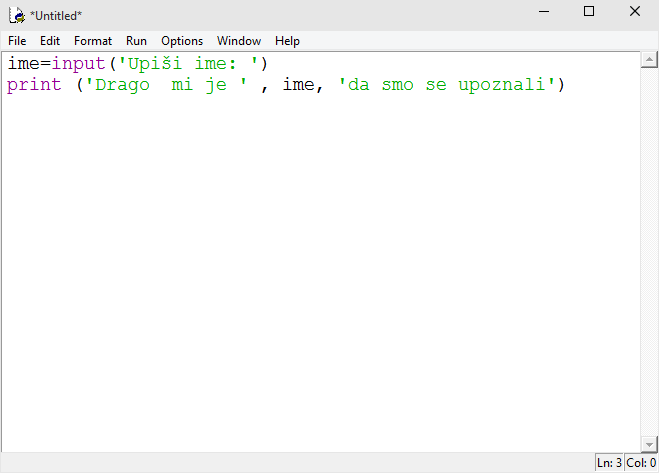 *Untitled*
File Edit Format Run Options Window Help
ime=input('Upiši ime: ')
print ('Drago  mi je ' , ime, 'da smo se upoznali')
Ln: 3 Col: 0